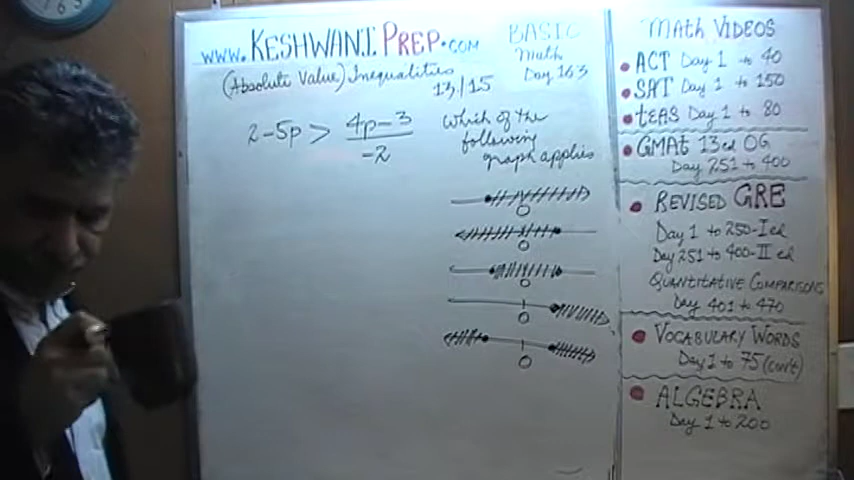 www.KESHWANI PREP.COM
BASIC
Math
Day 163
(Absolute Value) Inequalities
13/15
2-5p > 4p-3
-2
which of the
following
graph applies
0
0
0
0
0
Math VIDEOS
ACT Day 1 to 40
SAT Day 1 to 150
tEAS Day 1 to 80
GMAt 13ed OG
Day 251 to 400
REVISED GRE
Day 1 to 250-I ed
Day 251 to 400-II ed
QUANTITATIVE COMPARISONS
Day 401 to 470
VOCABULARY WORDS
Day 1 to 75 (con't)
ALGEBRA
Day 1 to 200